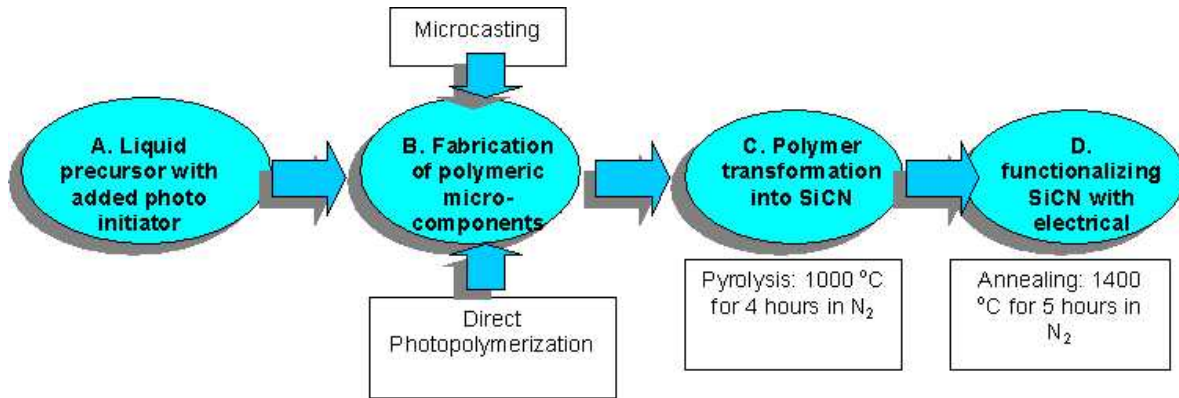 Microcasting
A. Liquid
precursor with
added photo
initiator
B. Fabrication
of polymeric
micro-
components
C. Polymer
transformation
into SiCN
D.
functionalizing
SiCN with
electrical
Direct
Photopolymerization
Pyrolysis: 1000 °C
for 4 hours in N₂
Annealing: 1400
°C for 5 hours in
N₂